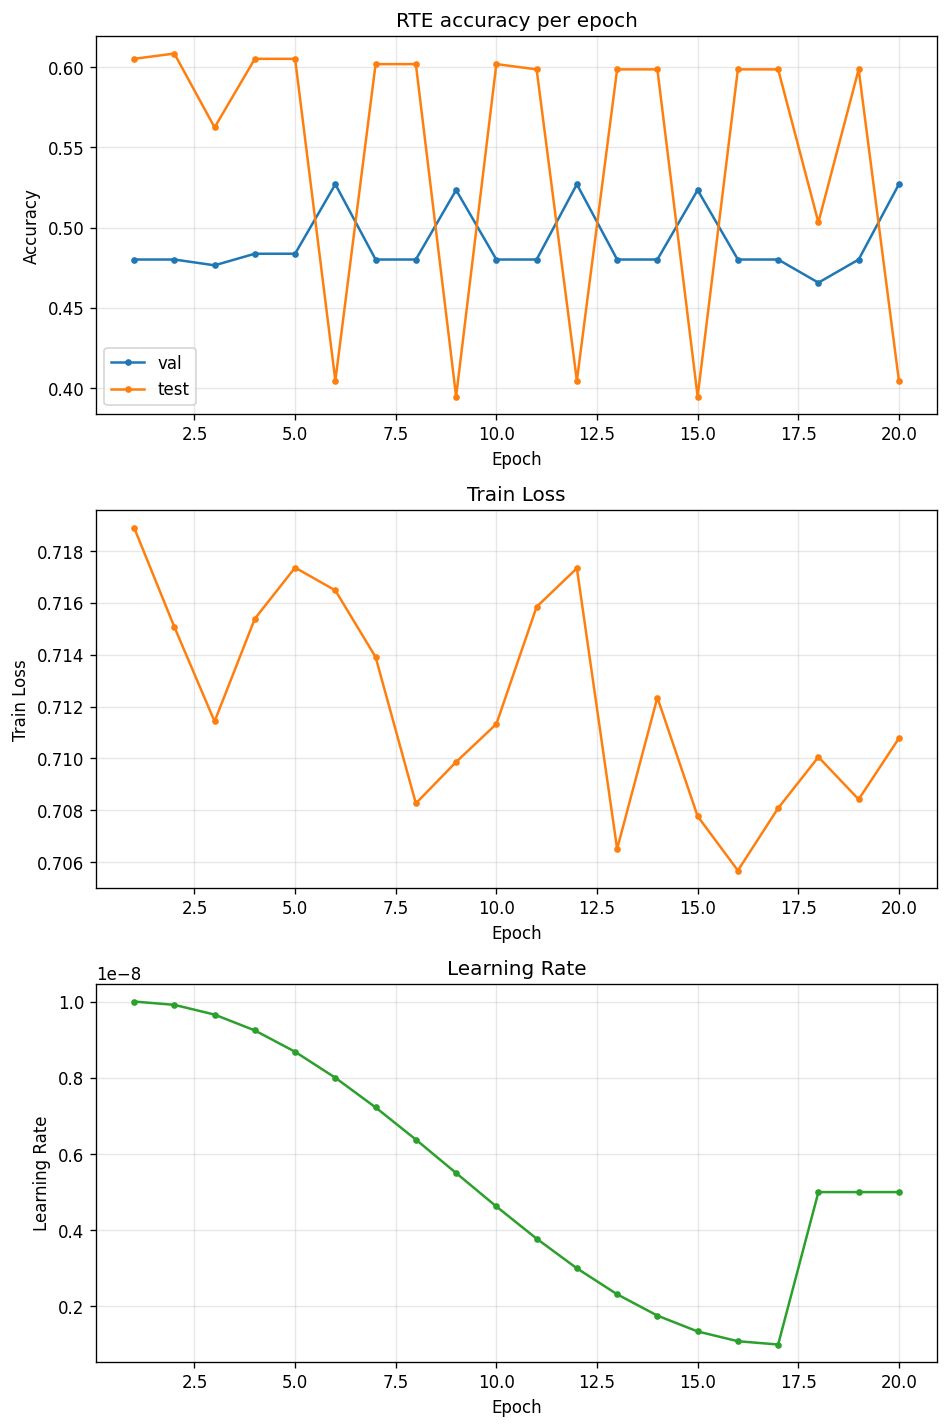 RTE accuracy per epoch
Accuracy
0.60
0.55
0.50
0.45
0.40
val
test
2.5 5.0 7.5 10.0 12.5 15.0 17.5 20.0
Epoch
Train Loss
Train Loss
0.718
0.716
0.714
0.712
0.710
0.708
0.706
2.5 5.0 7.5 10.0 12.5 15.0 17.5 20.0
Epoch
Learning Rate
1e−8
Learning Rate
1.0
0.8
0.6
0.4
0.2
2.5 5.0 7.5 10.0 12.5 15.0 17.5 20.0
Epoch